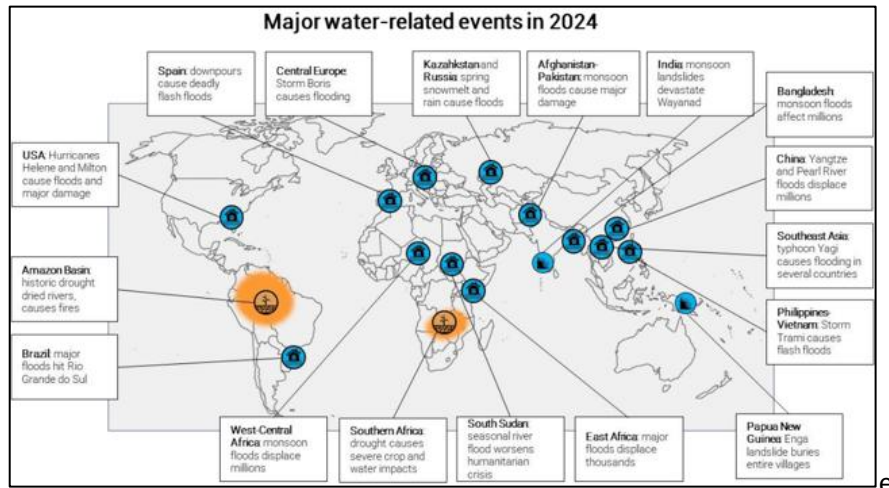 Major water-related events in 2024
Spain: downpours
cause deadly
flash floods
Central Europe:
Storm Boris
causes flooding
Kazahkstan and
Russia: spring
snowmelt and
rain cause floods
Afghanistan-
Pakistan: monsoon
floods cause major
damage
India: monsoon
landslides
devastate
Wayanad
Bangladesh:
monsoon floods
affect millions
USA: Hurricanes
Helene and Milton
cause floods and
major damage
China: Yangtze
and Pearl River
floods displace
millions
Southeast Asia:
typhoon Yagi
causes flooding in
several countries
Amazon Basin:
historic drought
dried rivers,
causes fires
Philippines-
Vietnam: Storm
Trami causes
flash floods
Brazil: major
floods hit Rio
Grande do Sul
West-Central
Africa: monsoon
floods displace
millions
Southern Africa:
drought causes
severe crop and
water impacts
South Sudan:
seasonal river
flood worsens
humanitarian
crisis
East Africa: major
floods displace
thousands
Papua New
Guinea: Enga
landslide buries
entire villages
6